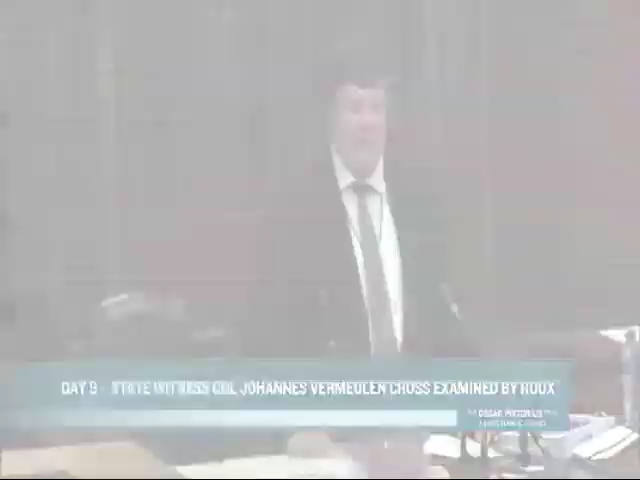 DAY 9 - STATE WITNESS COL JOHANNES VERMEULEN CROSS EXAMINED BY ROUX
OSCAR PISTORIUS